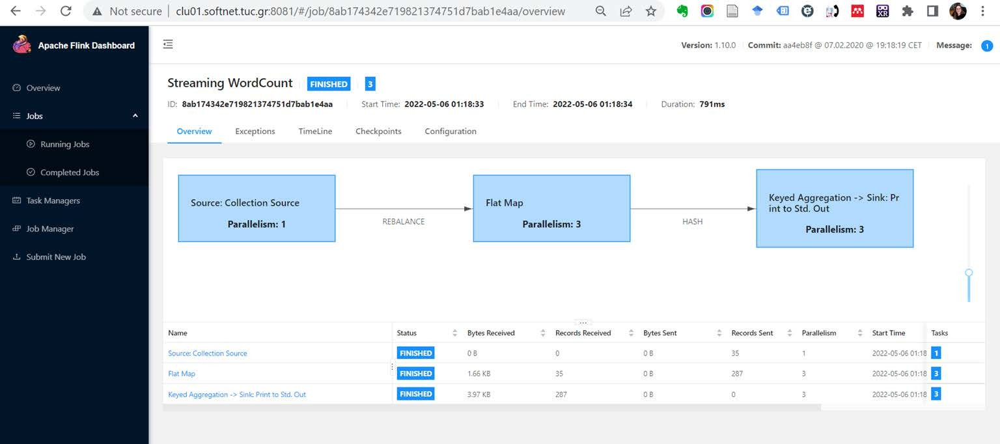 Not secure | clu01.softnet.tuc.gr:8081/#/job/8ab174342e719821374751d7bab1e4aa/overview
Apache Flink Dashboard
Version: 1.10.0 Commit: aa4eb8f @ 07.02.2020 @ 19:18:19 CET Message: 1
Overview
Jobs
Running Jobs
Completed Jobs
Task Managers
Job Manager
Submit New Job
Streaming WordCount FINISHED 3
ID: 8ab174342e719821374751d7bab1e4aa Start Time: 2022-05-06 01:18:33 End Time: 2022-05-06 01:18:34 Duration: 791ms
Overview Exceptions TimeLine Checkpoints Configuration
Source: Collection Source
Parallelism: 1
REBALANCE
Flat Map
Parallelism: 3
HASH
Keyed Aggregation -> Sink: Pr
int to Std. Out
Parallelism: 3
Name Status Bytes Received Records Received Bytes Sent Records Sent Parallelism Start Time Tasks
Source: Collection Source FINISHED 0 B 0 0 B 35 1 2022-05-06 01:18 1
Flat Map FINISHED 1.66 KB 35 0 B 287 3 2022-05-06 01:18 3
Keyed Aggregation -> Sink: Print to Std. Out FINISHED 3.97 KB 287 0 B 0 3 2022-05-06 01:18 3